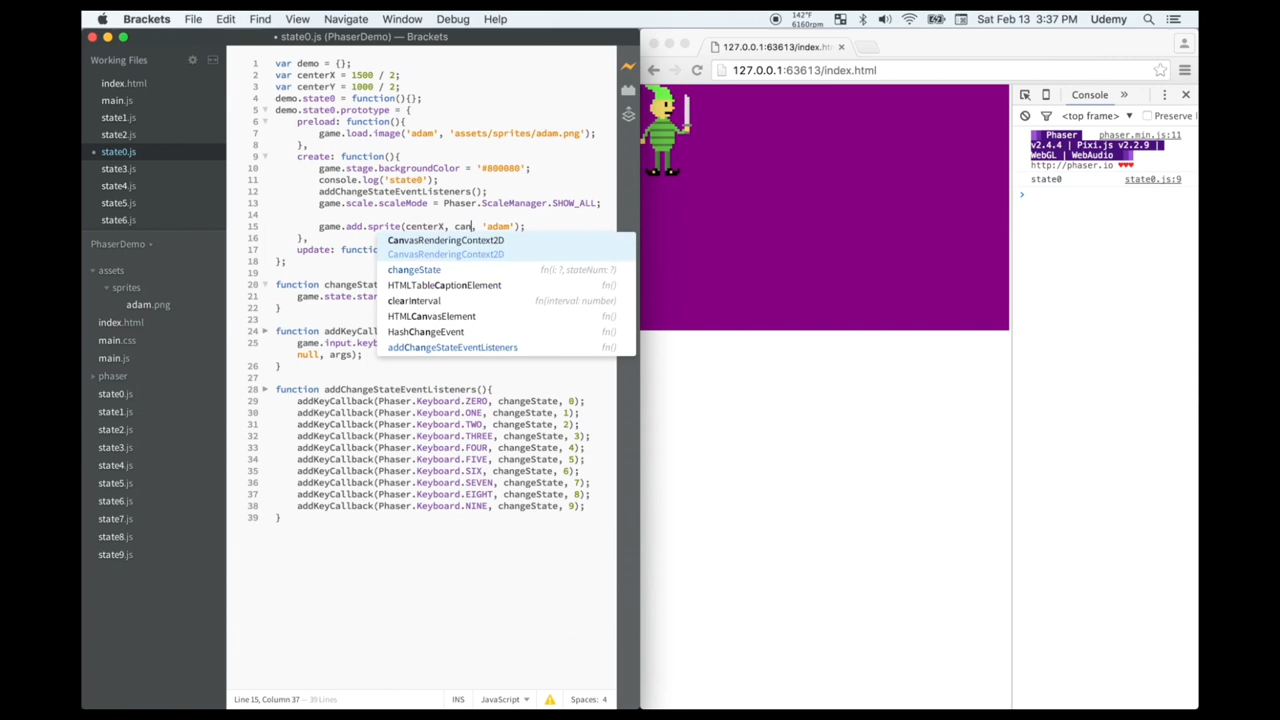 Brackets File Edit Find View Navigate Window Debug Help 142°F 6160rpm Sat Feb 13 3:37 PM Udemy
• state0.js (PhaserDemo) — Brackets
Working Files
index.html
main.js
state1.js
state2.js
• state0.js
state3.js
state4.js
state5.js
state6.js
PhaserDemo
assets
sprites
adam.png
index.html
main.css
main.js
phaser
state0.js
state1.js
state2.js
state3.js
state4.js
state5.js
state6.js
state7.js
state8.js
state9.js
1 var demo = {};
2 var centerX = 1500 / 2;
3 var centerY = 1000 / 2;
4 demo.state0 = function(){};
5 demo.state0.prototype = {
6 preload: function(){
7 game.load.image('adam', 'assets/sprites/adam.png');
8 },
9 create: function(){
10 game.stage.backgroundColor = '#800080';
11 console.log('state0');
12 addChangeStateEventListeners();
13 game.scale.scaleMode = Phaser.ScaleManager.SHOW_ALL;
14
15 game.add.sprite(centerX, can, 'adam');
16 },
17 update: functio
18 };
19
20 function changeStat
21 game.state.star
22 }
23
24 function addKeyCall
25 game.input.keyb
null, args);
26 }
27
28 function addChangeStateEventListeners(){
29 addKeyCallback(Phaser.Keyboard.ZERO, changeState, 0);
30 addKeyCallback(Phaser.Keyboard.ONE, changeState, 1);
31 addKeyCallback(Phaser.Keyboard.TWO, changeState, 2);
32 addKeyCallback(Phaser.Keyboard.THREE, changeState, 3);
33 addKeyCallback(Phaser.Keyboard.FOUR, changeState, 4);
34 addKeyCallback(Phaser.Keyboard.FIVE, changeState, 5);
35 addKeyCallback(Phaser.Keyboard.SIX, changeState, 6);
36 addKeyCallback(Phaser.Keyboard.SEVEN, changeState, 7);
37 addKeyCallback(Phaser.Keyboard.EIGHT, changeState, 8);
38 addKeyCallback(Phaser.Keyboard.NINE, changeState, 9);
39 }
CanvasRenderingContext2D
CanvasRenderingContext2D
changeState fn(i: ?, stateNum: ?)
HTMLTableCaptionElement fn()
clearInterval fn(interval: number)
HTMLCanvasElement fn()
HashChangeEvent fn()
addChangeStateEventListeners fn()
Line 15, Column 37 — 39 Lines INS JavaScript Spaces: 4
127.0.0.1:63613/index.ht
127.0.0.1:63613/index.html
Console »
<top frame> Preserve l
Phaser phaser.min.js:11
v2.4.4 | Pixi.js v2.2.9 |
WebGL | WebAudio
http://phaser.io ♥♥♥
state0 state0.js:9